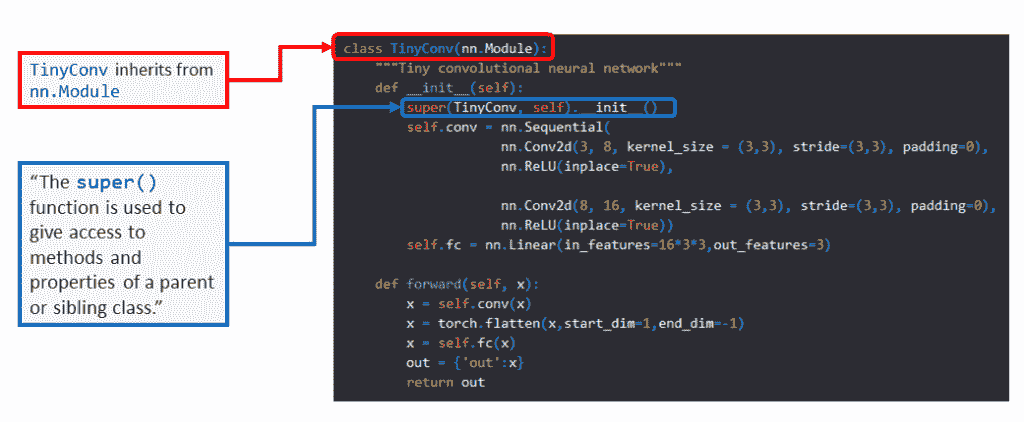 TinyConv inherits from
nn.Module
“The super()
function is used to
give access to
methods and
properties of a parent
or sibling class.”
class TinyConv(nn.Module):
"""Tiny convolutional neural network"""
def __init__(self):
super(TinyConv, self).__init__()
self.conv = nn.Sequential(
nn.Conv2d(3, 8, kernel_size = (3,3), stride=(3,3), padding=0),
nn.ReLU(inplace=True),
nn.Conv2d(8, 16, kernel_size = (3,3), stride=(3,3), padding=0),
nn.ReLU(inplace=True))
self.fc = nn.Linear(in_features=16*3*3,out_features=3)
def forward(self, x):
x = self.conv(x)
x = torch.flatten(x,start_dim=1,end_dim=-1)
x = self.fc(x)
out = {'out':x}
return out